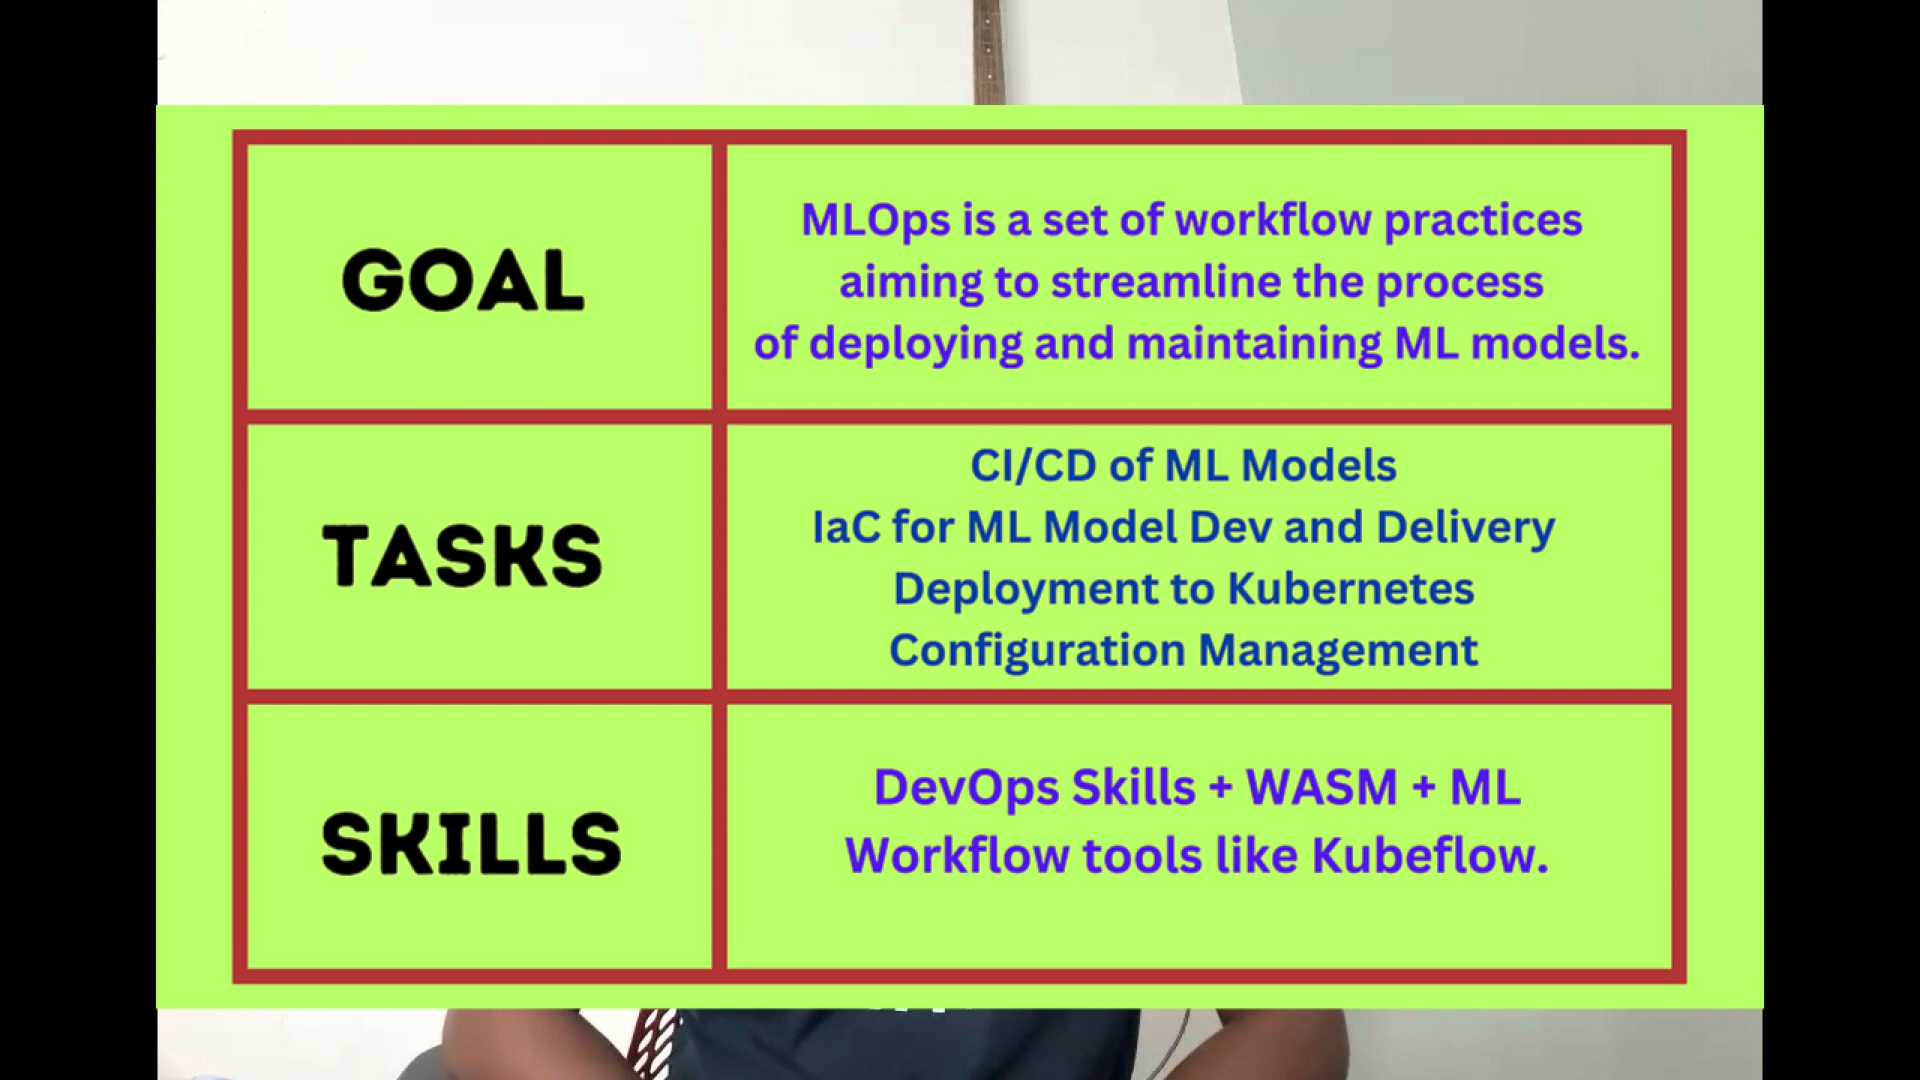 GOAL
MLOps is a set of workflow practices
aiming to streamline the process
of deploying and maintaining ML models.
TASKS
CI/CD of ML Models
IaC for ML Model Dev and Delivery
Deployment to Kubernetes
Configuration Management
SKILLS
DevOps Skills + WASM + ML
Workflow tools like Kubeflow.